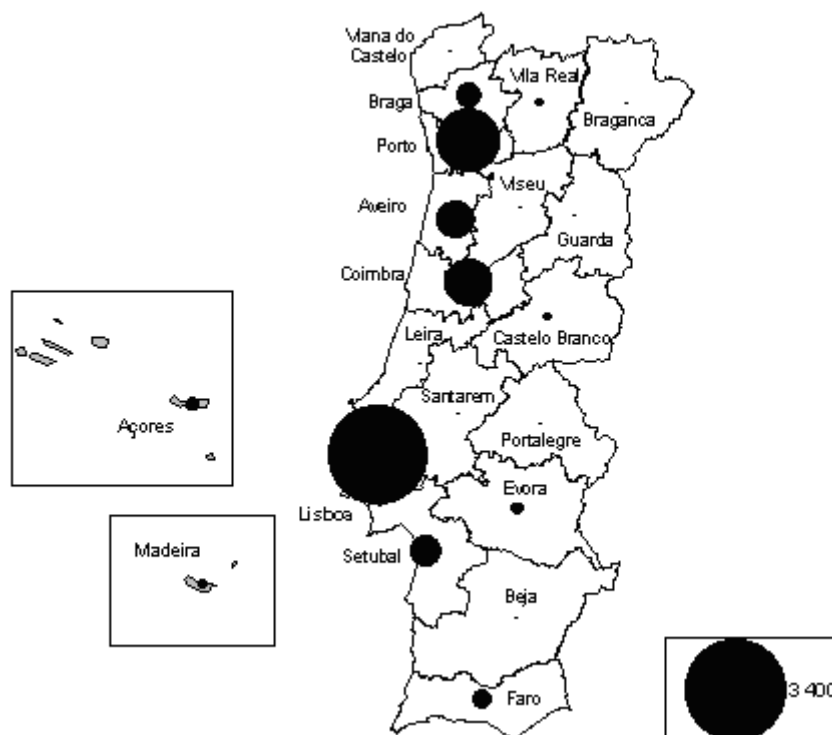 Viana do
Castelo
Vila Real
Braga
Braganca
Porto
Viseu
Aveiro
Guarda
Coimbra
Leira
Castelo Branco
Santarem
Açores
Portalegre
Evora
Lisboa
Madeira
Setubal
Beja
Faro
3 400